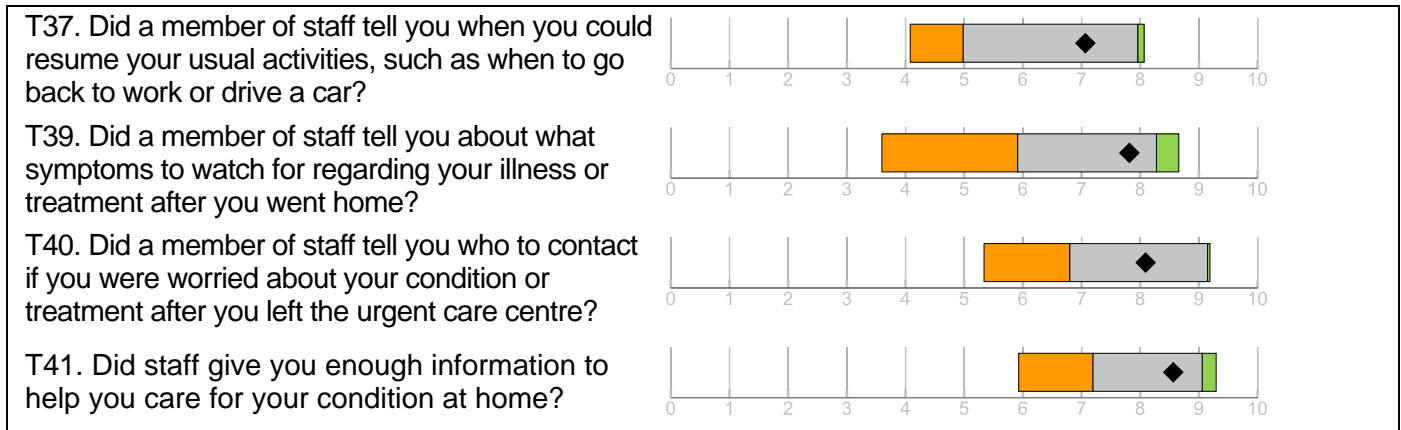 T37. Did a member of staff tell you when you could
resume your usual activities, such as when to go
back to work or drive a car?
0 1 2 3 4 5 6 7 8 9 10
T39. Did a member of staff tell you about what
symptoms to watch for regarding your illness or
treatment after you went home?
0 1 2 3 4 5 6 7 8 9 10
T40. Did a member of staff tell you who to contact
if you were worried about your condition or
treatment after you left the urgent care centre?
0 1 2 3 4 5 6 7 8 9 10
T41. Did staff give you enough information to
help you care for your condition at home?
0 1 2 3 4 5 6 7 8 9 10